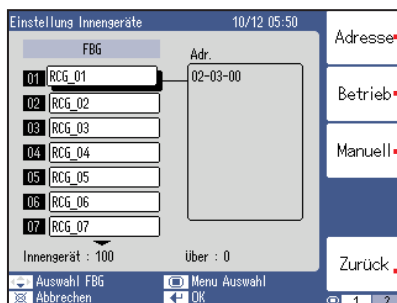 Einstellung Innengeräte 10/12 05:50
FBG
Adr.
01 RCG_01
02-03-00
02 RCG_02
03 RCG_03
04 RCG_04
05 RCG_05
06 RCG_06
07 RCG_07
Innengerät : 100 über : 0
Auswahl FBG Menu Auswahl
Abbrechen OK
Adresse
Betrieb
Manuell
Zurück
1 2